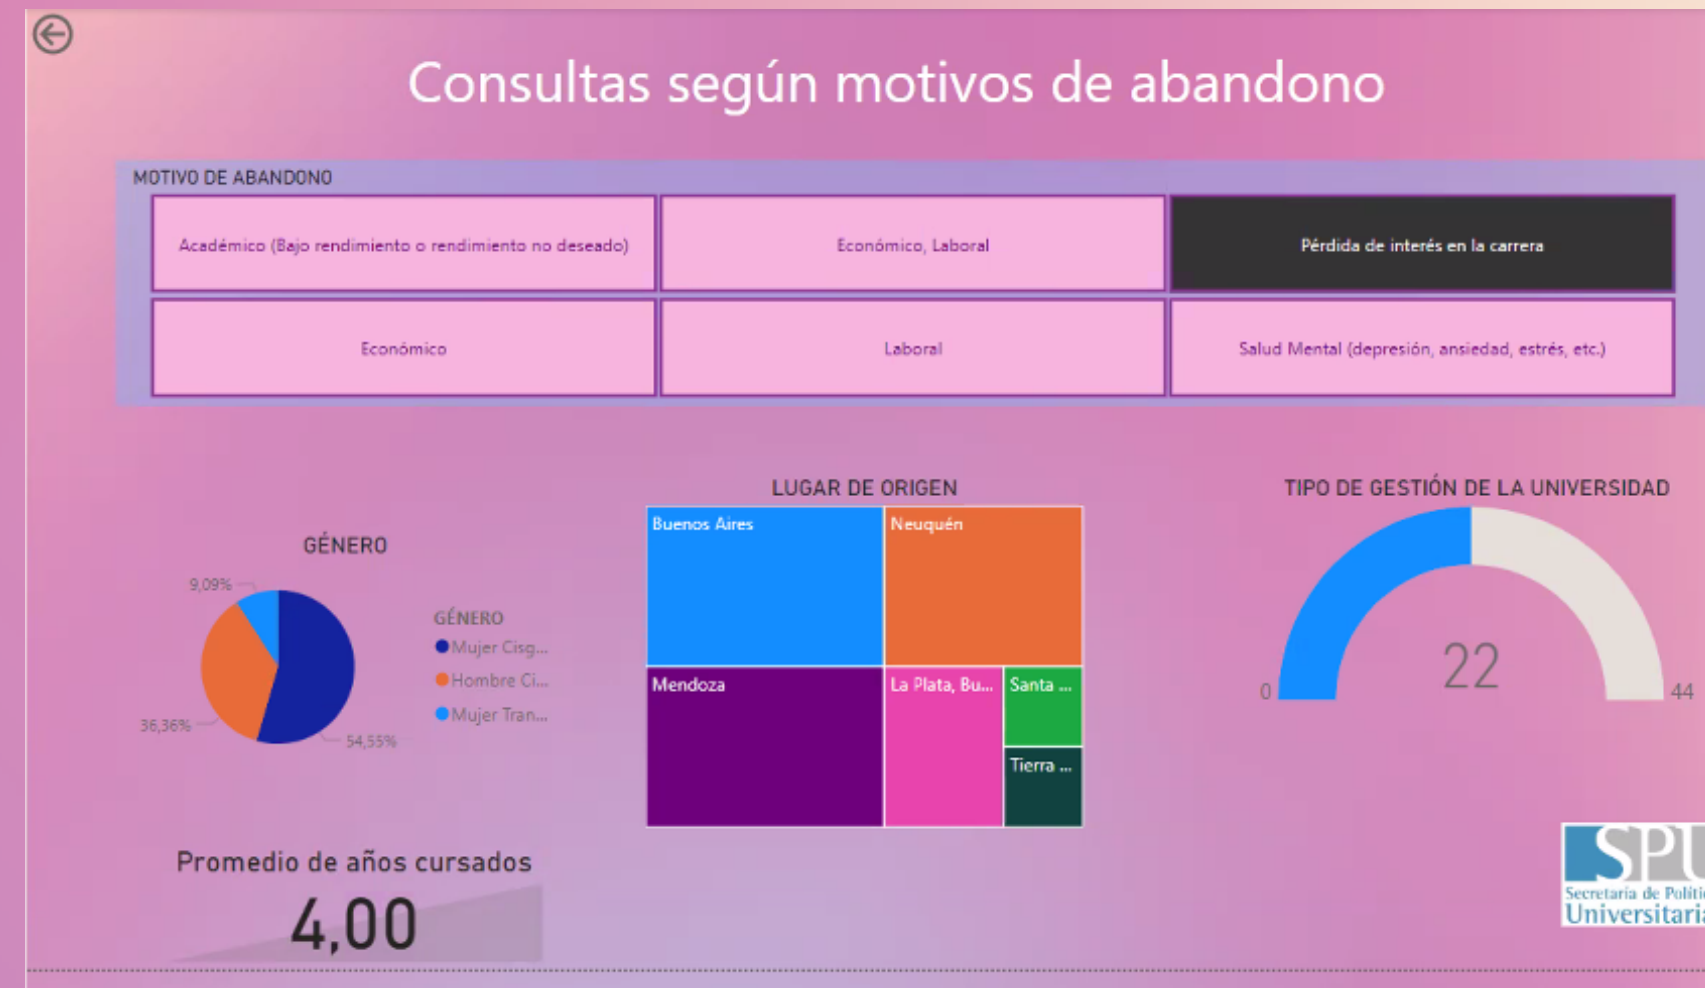 Consultas según motivos de abandono
MOTIVO DE ABANDONO
Académico (Bajo rendimiento o rendimiento no deseado)
Económico, Laboral
Pérdida de interés en la carrera
Económico
Laboral
Salud Mental (depresión, ansiedad, estrés, etc.)
GÉNERO
9,09%
36,36%
54,55%
GÉNERO
Mujer Cisg...
Hombre Ci...
Mujer Tran...
LUGAR DE ORIGEN
Buenos Aires
Neuquén
Mendoza
La Plata, Bu...
Santa ...
Tierra ...
TIPO DE GESTIÓN DE LA UNIVERSIDAD
0
22
44
Promedio de años cursados
4,00
SPU
Secretaría de Políti
Universitaria